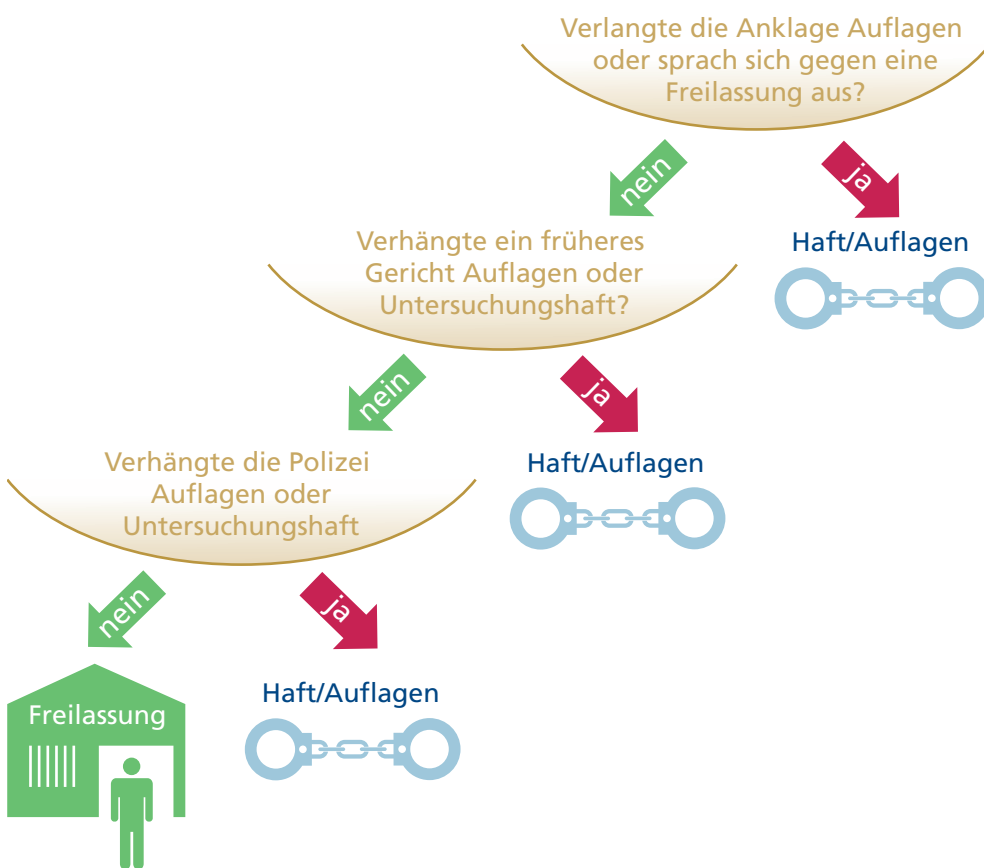 Verlangte die Anklage Auflagen
oder sprach sich gegen eine
Freilassung aus?
nein
ja
Verhängte ein früheres
Gericht Auflagen oder
Untersuchungshaft?
Haft/Auflagen
nein
ja
Verhängte die Polizei
Auflagen oder
Untersuchungshaft
Haft/Auflagen
nein
ja
Freilassung
Haft/Auflagen